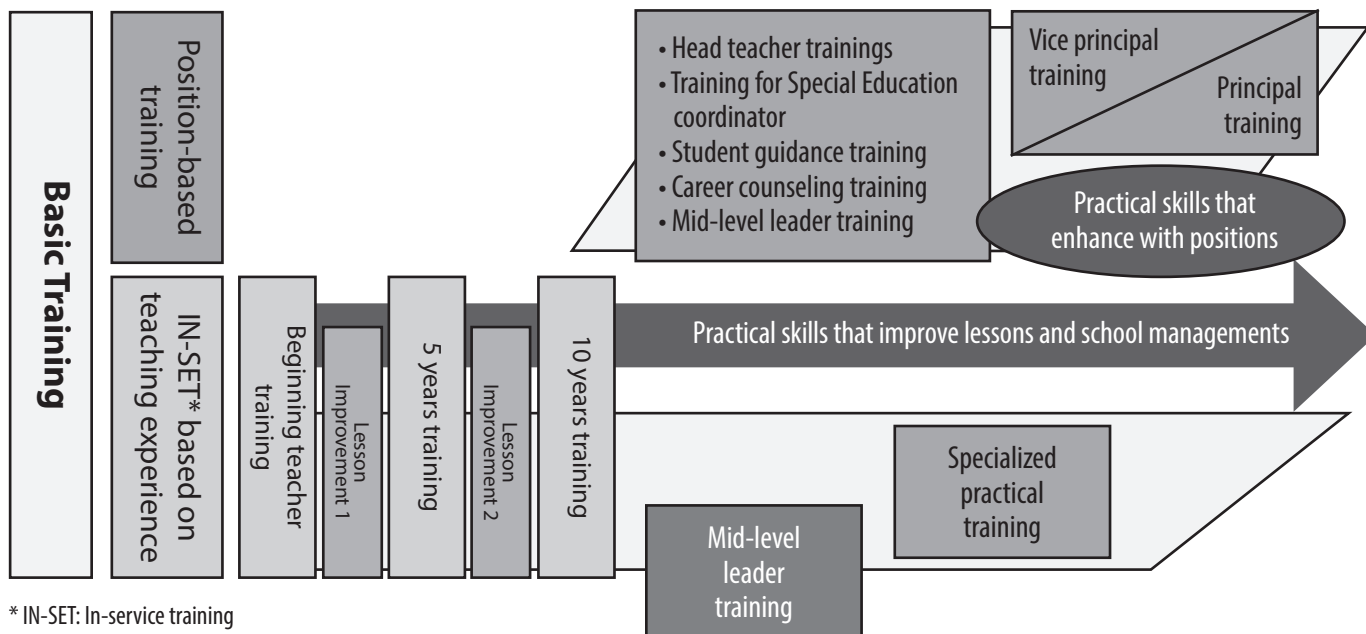 Basic Training
Position-based
training
• Head teacher trainings
• Training for Special Education
coordinator
• Student guidance training
• Career counseling training
• Mid-level leader training
Vice principal
training
Principal
training
Practical skills that
enhance with positions
IN-SET* based on
teaching experience
Beginning teacher
training
Lesson
Improvement 1
5 years training
Lesson
Improvement 2
10 years training
Practical skills that improve lessons and school managements
Mid-level
leader
training
Specialized
practical
training
* IN-SET: In-service training